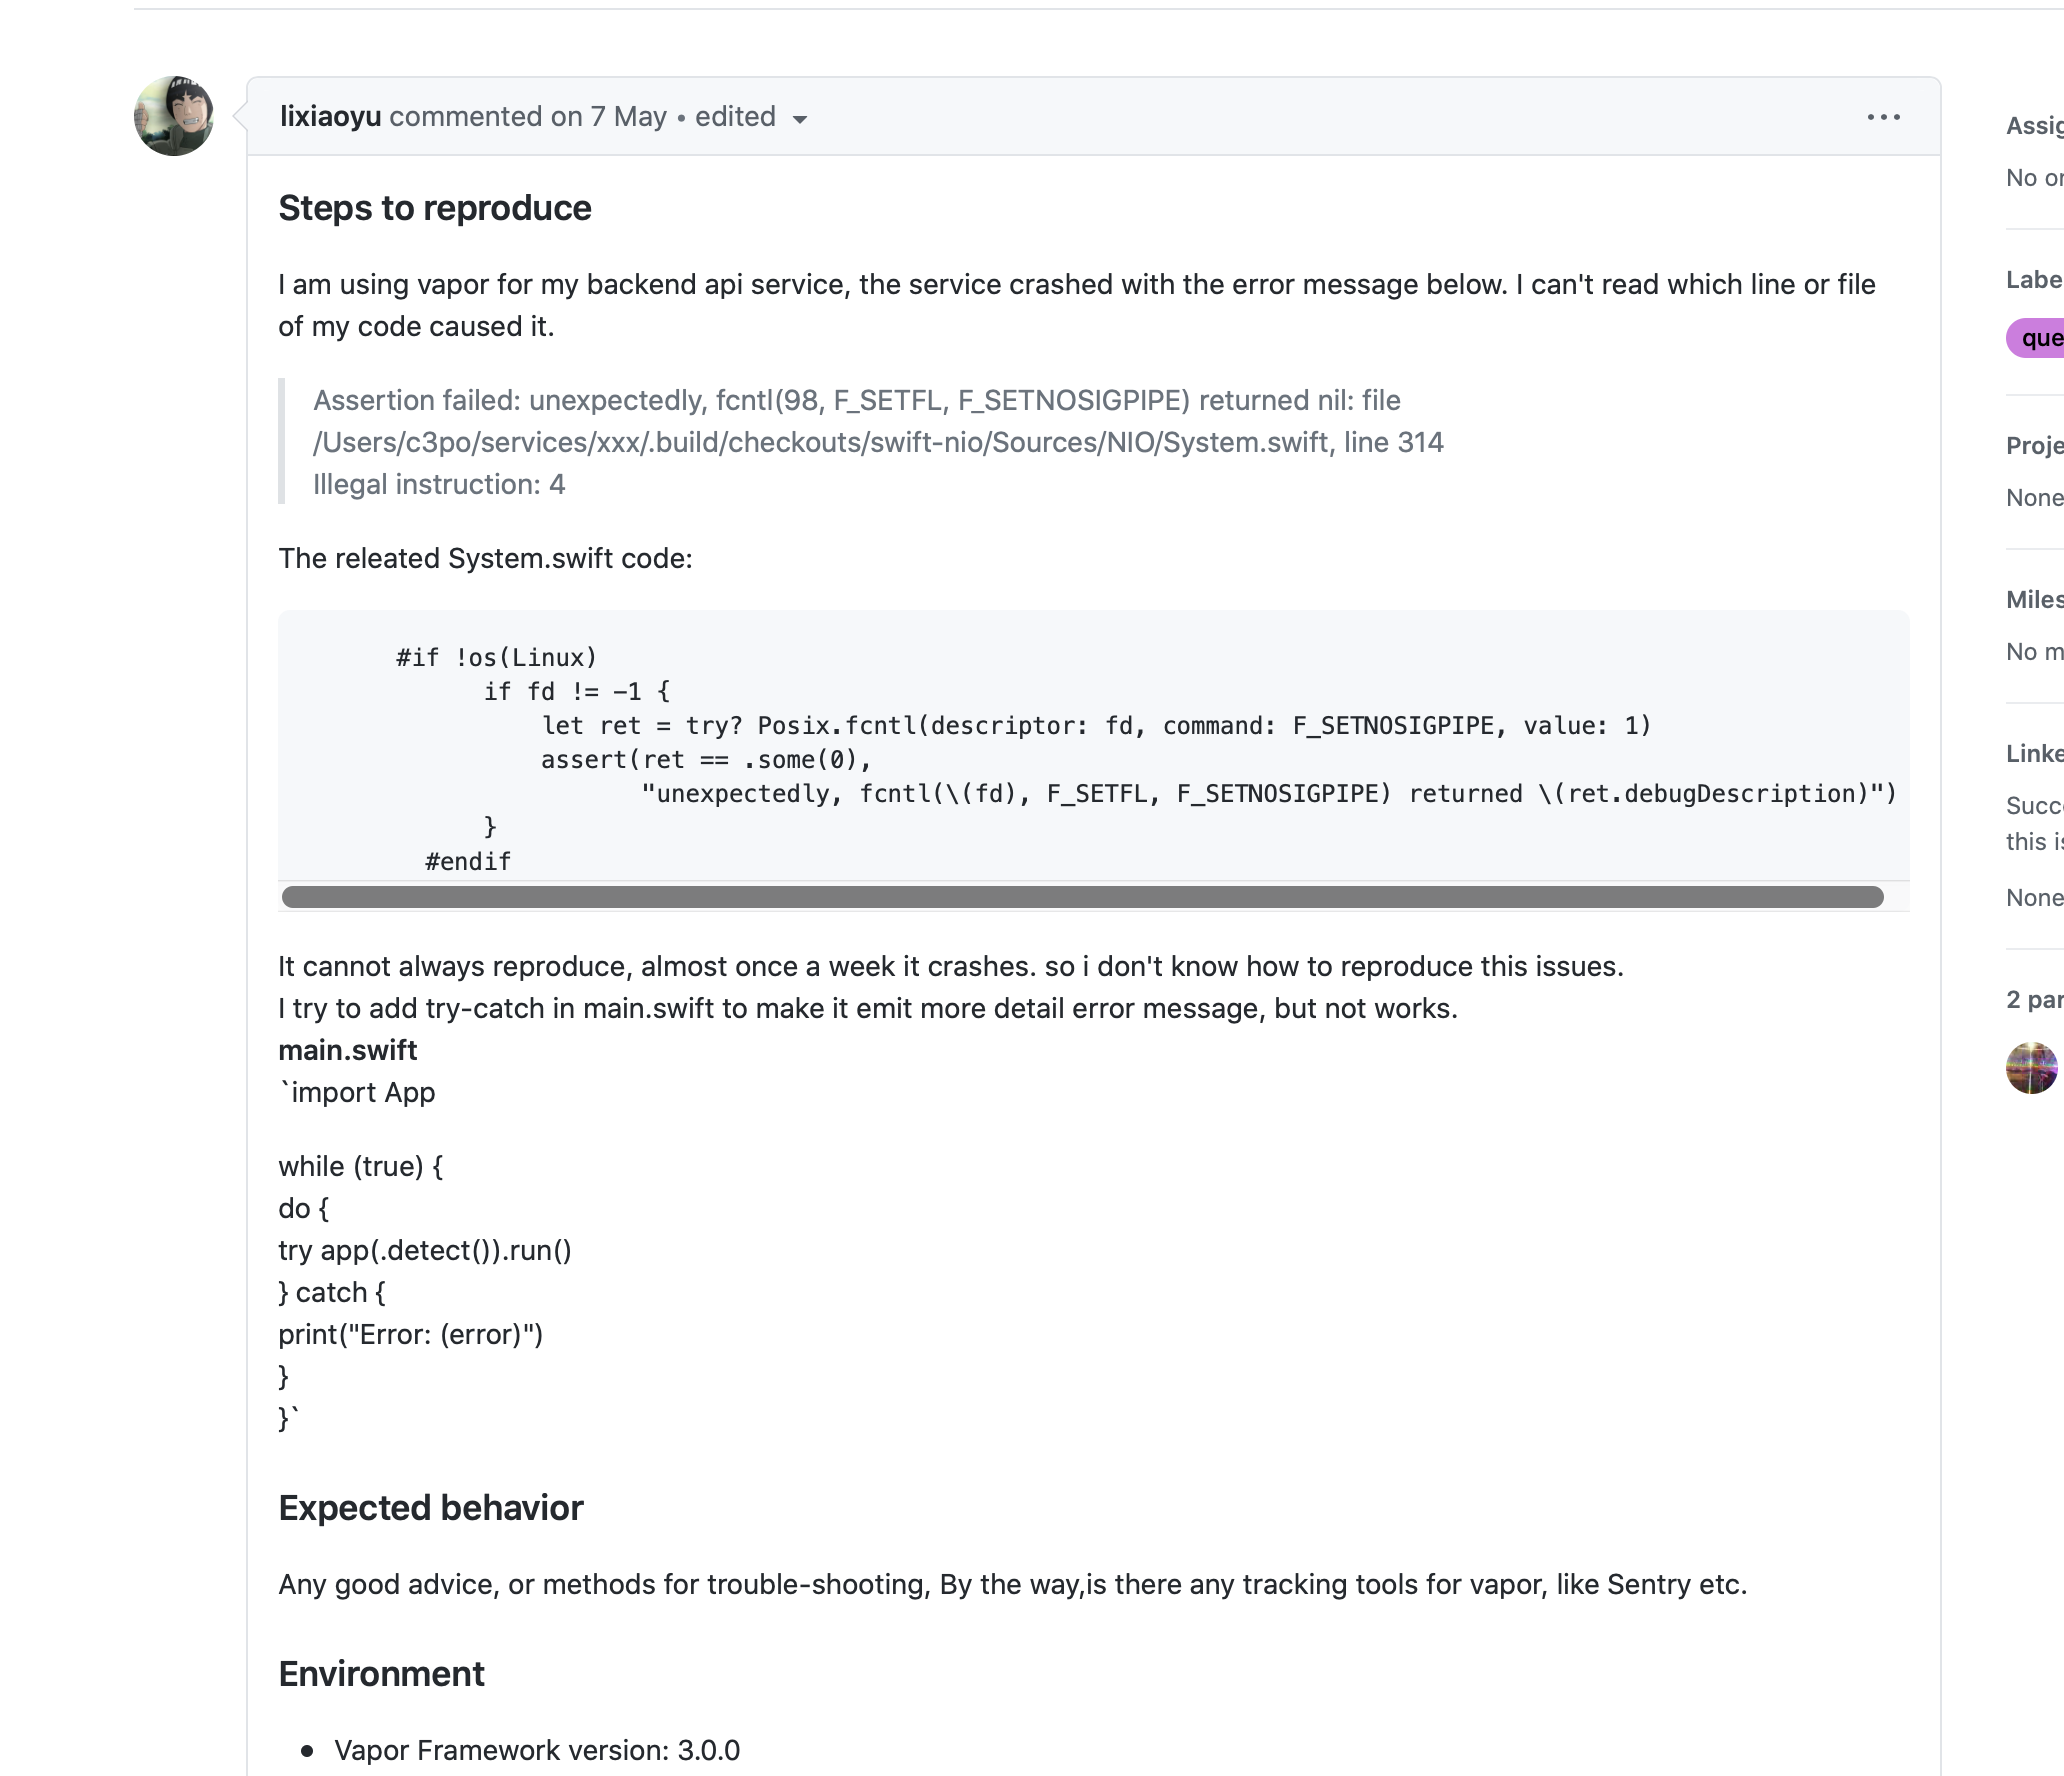 lixiaoyu commented on 7 May • edited
Steps to reproduce
I am using vapor for my backend api service, the service crashed with the error message below. I can't read which line or file
of my code caused it.
Assertion failed: unexpectedly, fcntl(98, F_SETFL, F_SETNOSIGPIPE) returned nil: file
/Users/c3po/services/xxx/.build/checkouts/swift-nio/Sources/NIO/System.swift, line 314
Illegal instruction: 4
The releated System.swift code:
#if !os(Linux)
if fd != -1 {
let ret = try? Posix.fcntl(descriptor: fd, command: F_SETNOSIGPIPE, value: 1)
assert(ret == .some(0),
"unexpectedly, fcntl(\(fd), F_SETFL, F_SETNOSIGPIPE) returned \(ret.debugDescription)")
}
#endif
It cannot always reproduce, almost once a week it crashes. so i don't know how to reproduce this issues.
I try to add try-catch in main.swift to make it emit more detail error message, but not works.
main.swift
`import App
while (true) {
do {
try app(.detect()).run()
} catch {
print("Error: (error)")
}
}`
Expected behavior
Any good advice, or methods for trouble-shooting, By the way,is there any tracking tools for vapor, like Sentry etc.
Environment
• Vapor Framework version: 3.0.0
Assig
No or
Labe
que
Proje
None
Miles
No m
Linke
Succ
this is
None
2 par